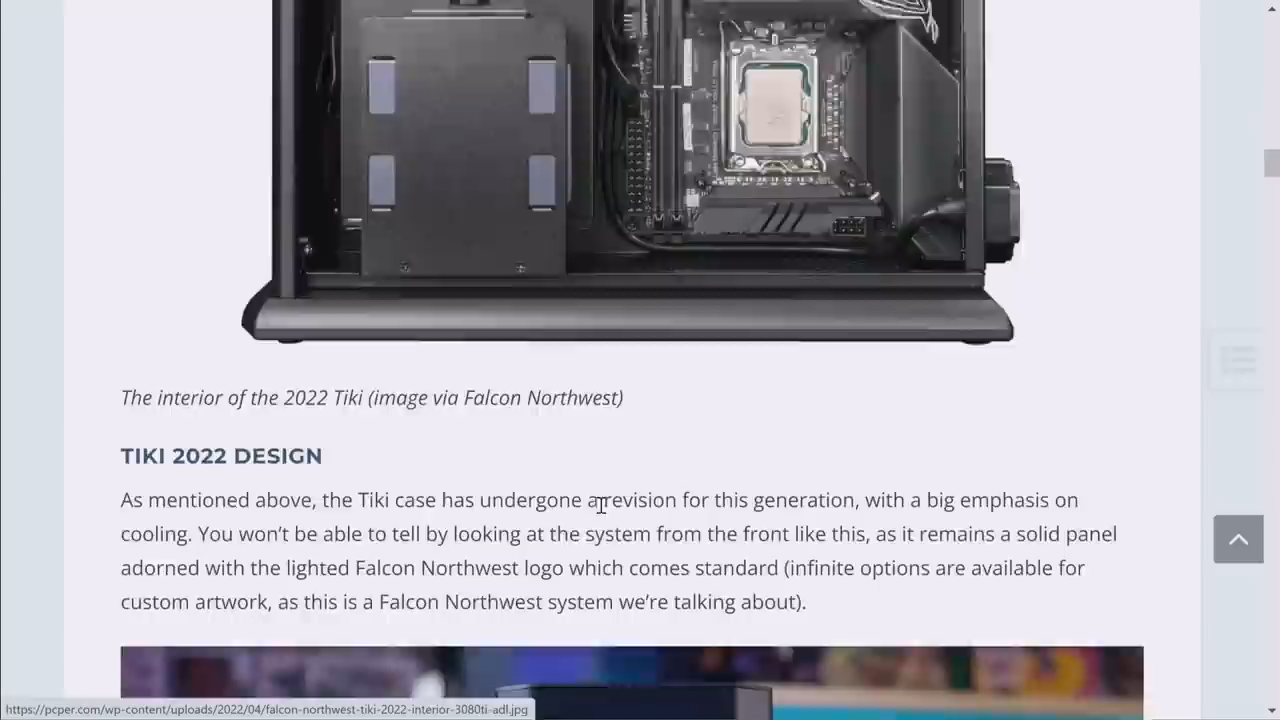 The interior of the 2022 Tiki (image via Falcon Northwest)
TIKI 2022 DESIGN
As mentioned above, the Tiki case has undergone a revision for this generation, with a big emphasis on
cooling. You won’t be able to tell by looking at the system from the front like this, as it remains a solid panel
adorned with the lighted Falcon Northwest logo which comes standard (infinite options are available for
custom artwork, as this is a Falcon Northwest system we’re talking about).
https://pcper.com/wp-content/uploads/2022/04/falcon-northwest-tiki-2022-interior-3080ti-adl.jpg